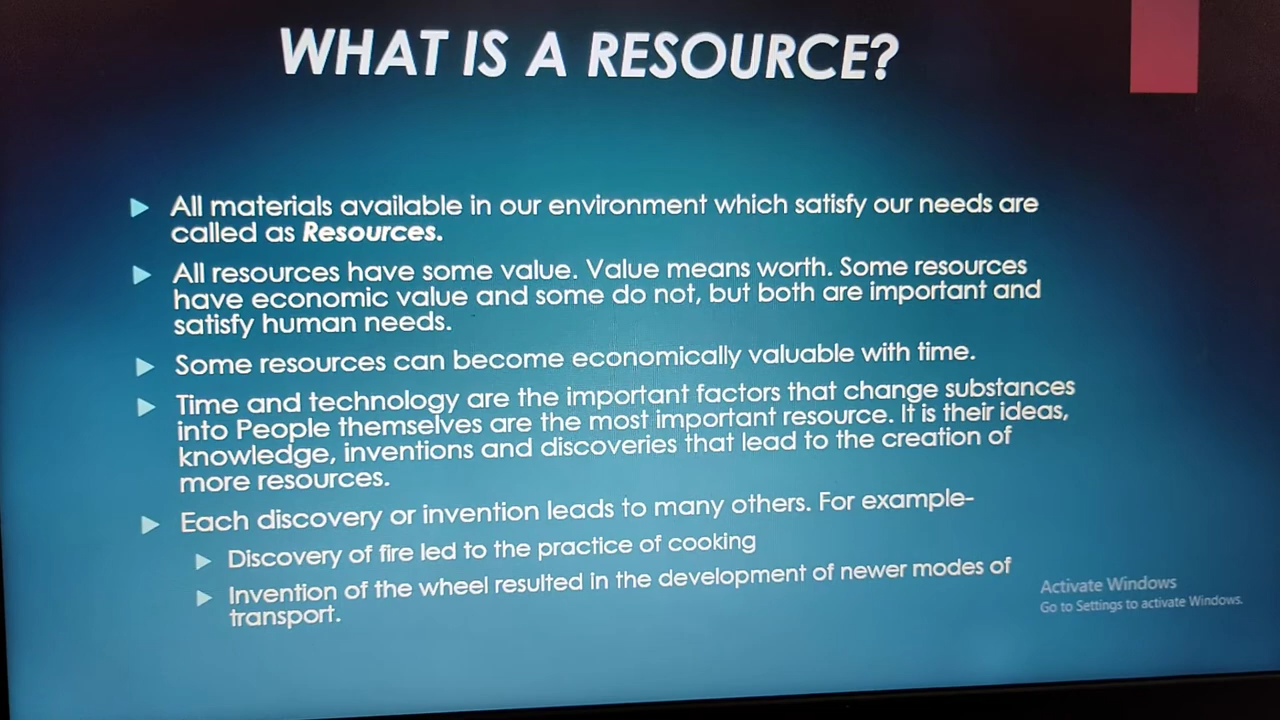 WHAT IS A RESOURCE?
All materials available in our environment which satisfy our needs are
called as Resources.
All resources have some value. Value means worth. Some resources
have economic value and some do not, but both are important and
satisfy human needs.
Some resources can become economically valuable with time.
Time and technology are the important factors that change substances
into People themselves are the most important resource. It is their ideas,
knowledge, inventions and discoveries that lead to the creation of
more resources.
Each discovery or invention leads to many others. For example-
Discovery of fire led to the practice of cooking
Invention of the wheel resulted in the development of newer modes of
transport.
Activate Windows
Go to Settings to activate Windows.